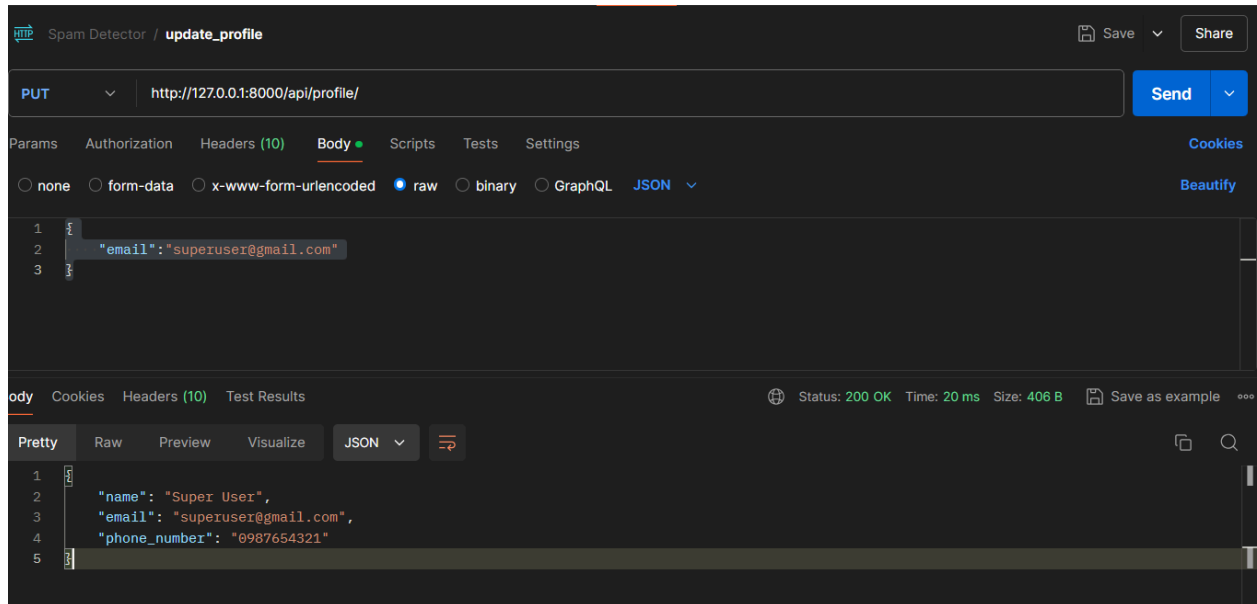 HTTP Spam Detector / update_profile Save Share
PUT http://127.0.0.1:8000/api/profile/ Send
Params Authorization Headers (10) Body Scripts Tests Settings Cookies
none form-data x-www-form-urlencoded raw binary GraphQL JSON Beautify
1 {
2 "email":"superuser@gmail.com"
3 }
ody Cookies Headers (10) Test Results Status: 200 OK Time: 20 ms Size: 406 B Save as example
Pretty Raw Preview Visualize JSON
1 {
2 "name": "Super User",
3 "email": "superuser@gmail.com",
4 "phone_number": "0987654321"
5 }